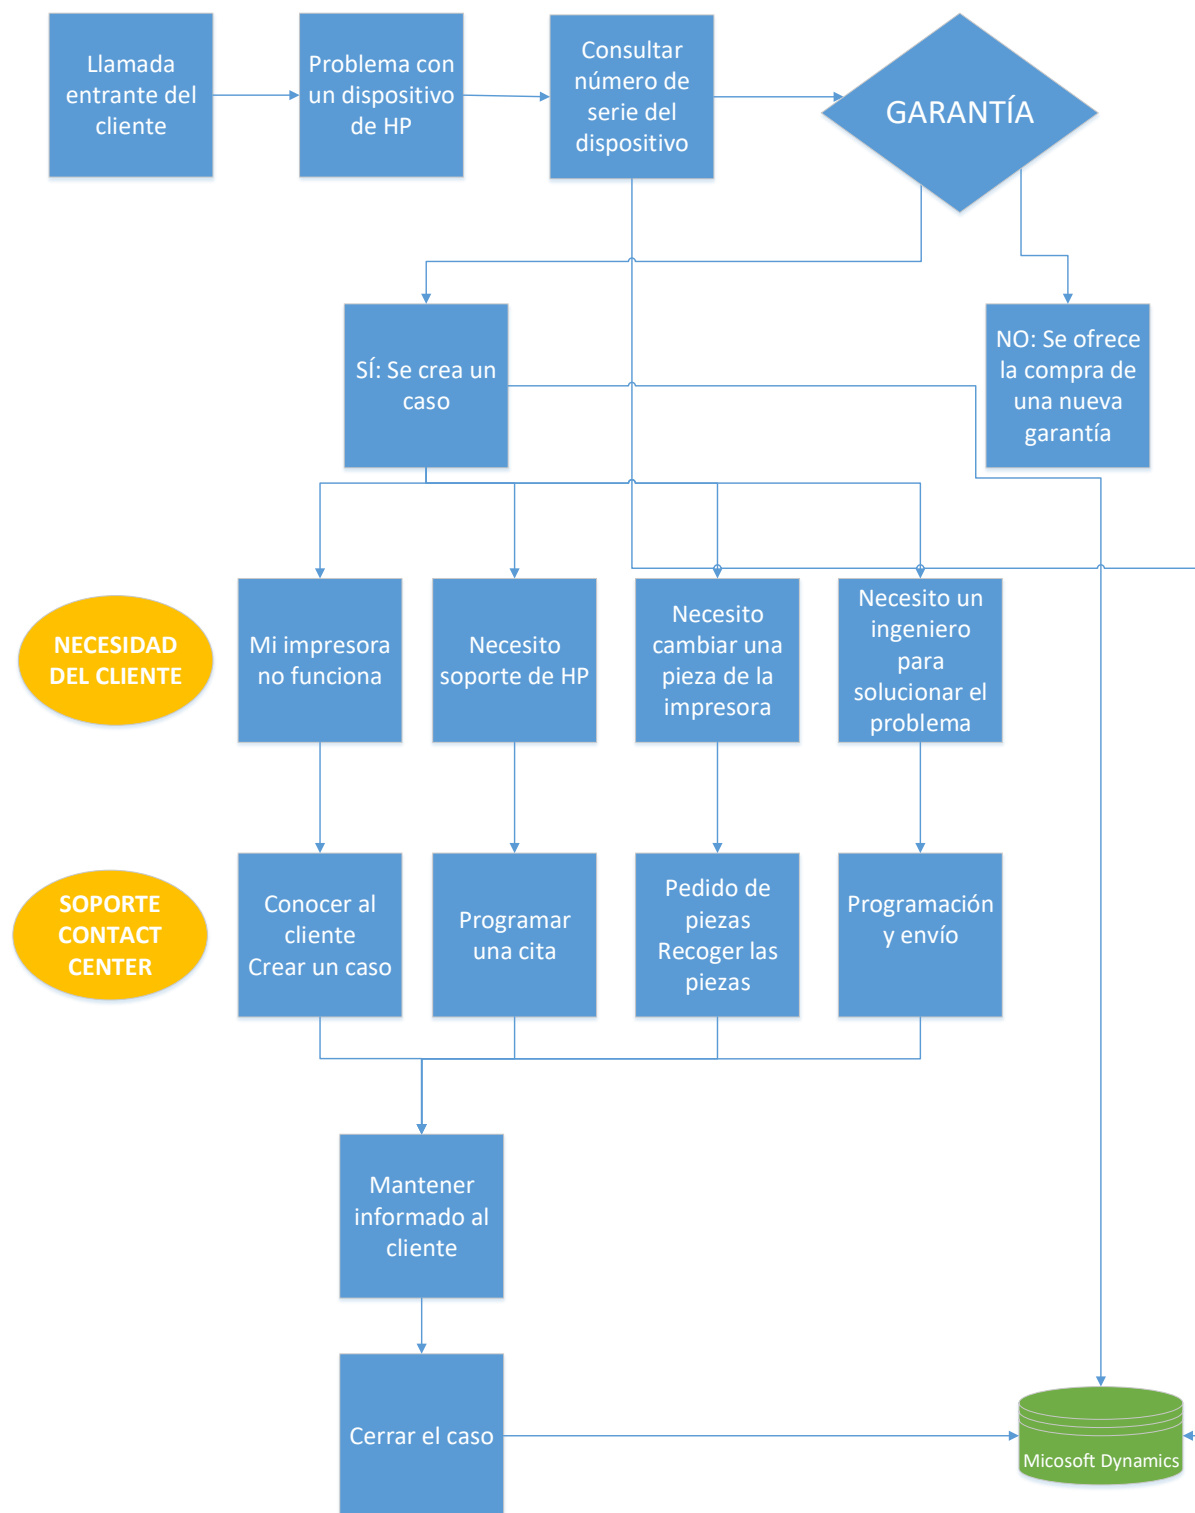 Llamada
entrante del
cliente
Problema con
un dispositivo
de HP
Consultar
número de
serie del
dispositivo
GARANTÍA
SÍ: Se crea un
caso
NO: Se ofrece
la compra de
una nueva
garantía
NECESIDAD
DEL CLIENTE
Mi impresora
no funciona
Necesito
soporte de HP
Necesito
cambiar una
pieza de la
impresora
Necesito un
ingeniero
para
solucionar el
problema
SOPORTE
CONTACT
CENTER
Conocer al
cliente
Crear un caso
Programar
una cita
Pedido de
piezas
Recoger las
piezas
Programación
y envío
Mantener
informado al
cliente
Cerrar el caso
Micosoft Dynamics